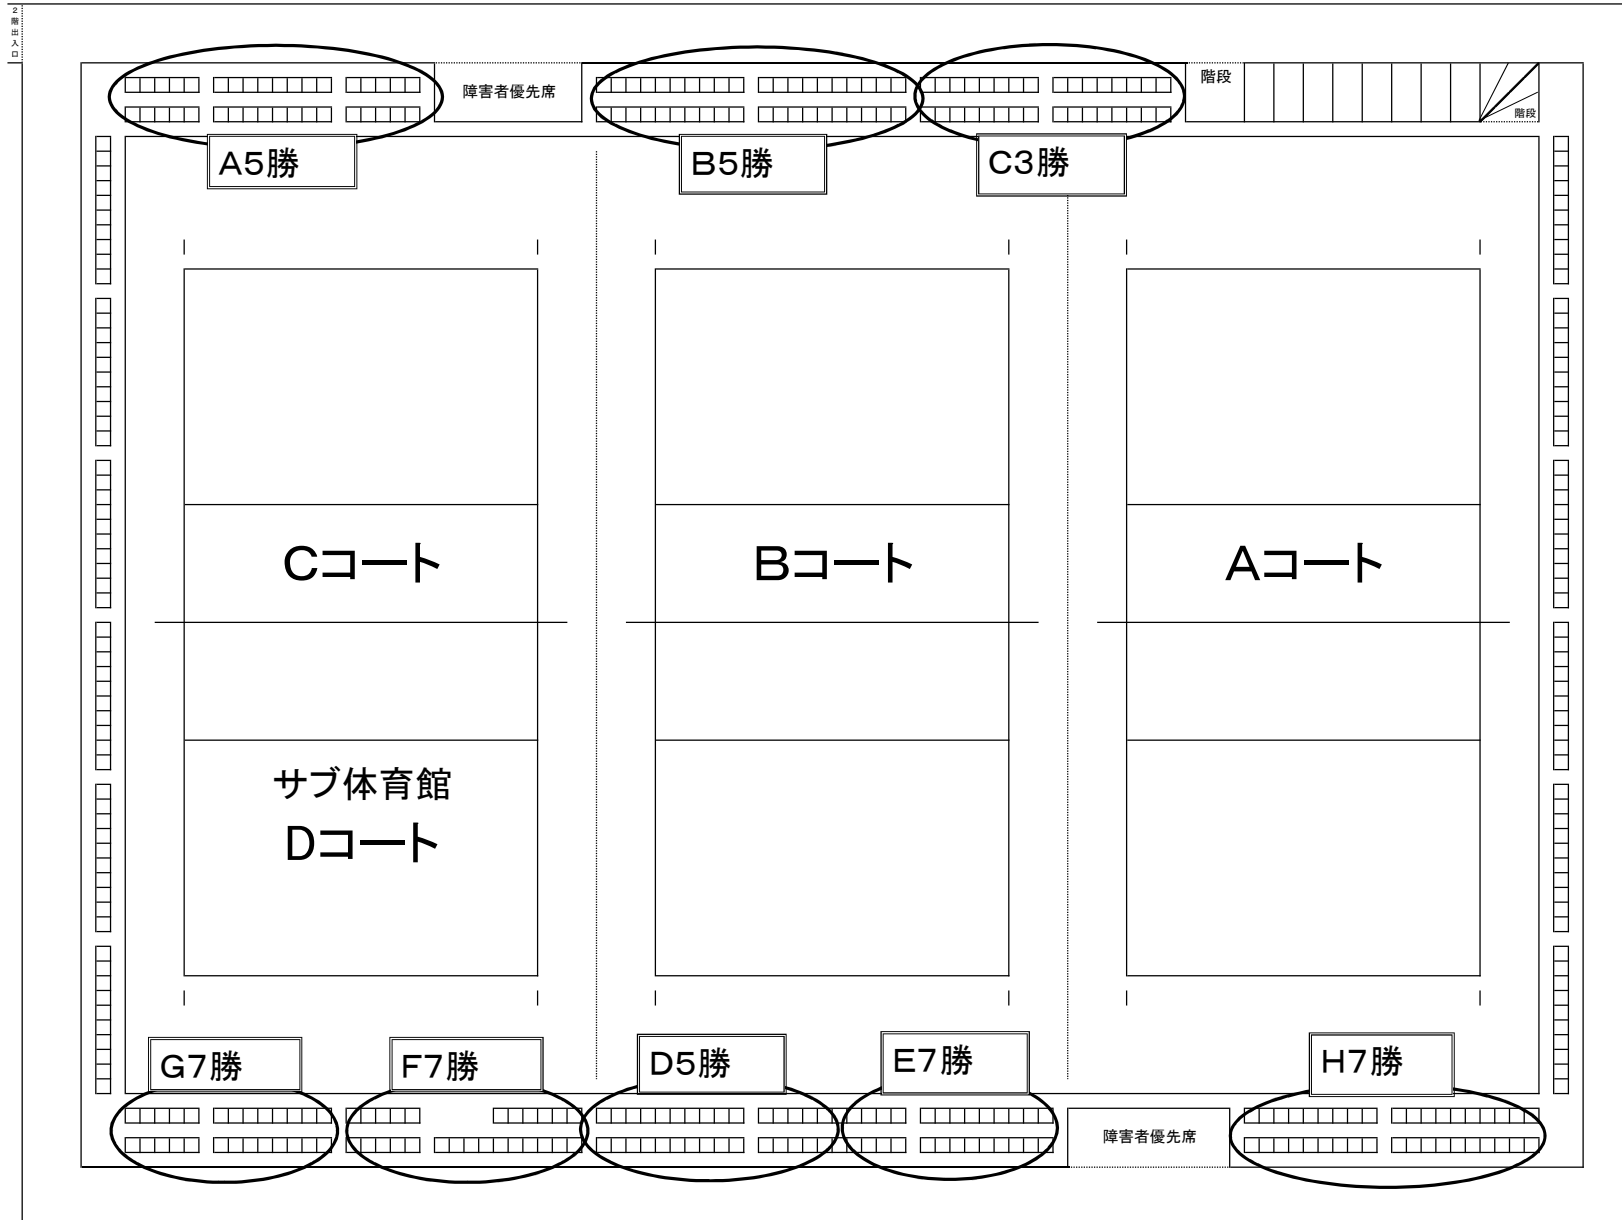 2階出入口
障害者優先席
階段
階段
A5勝
B5勝
C3勝
Cコート
Bコート
Aコート
サブ体育館
Dコート
G7勝
F7勝
D5勝
E7勝
H7勝
障害者優先席